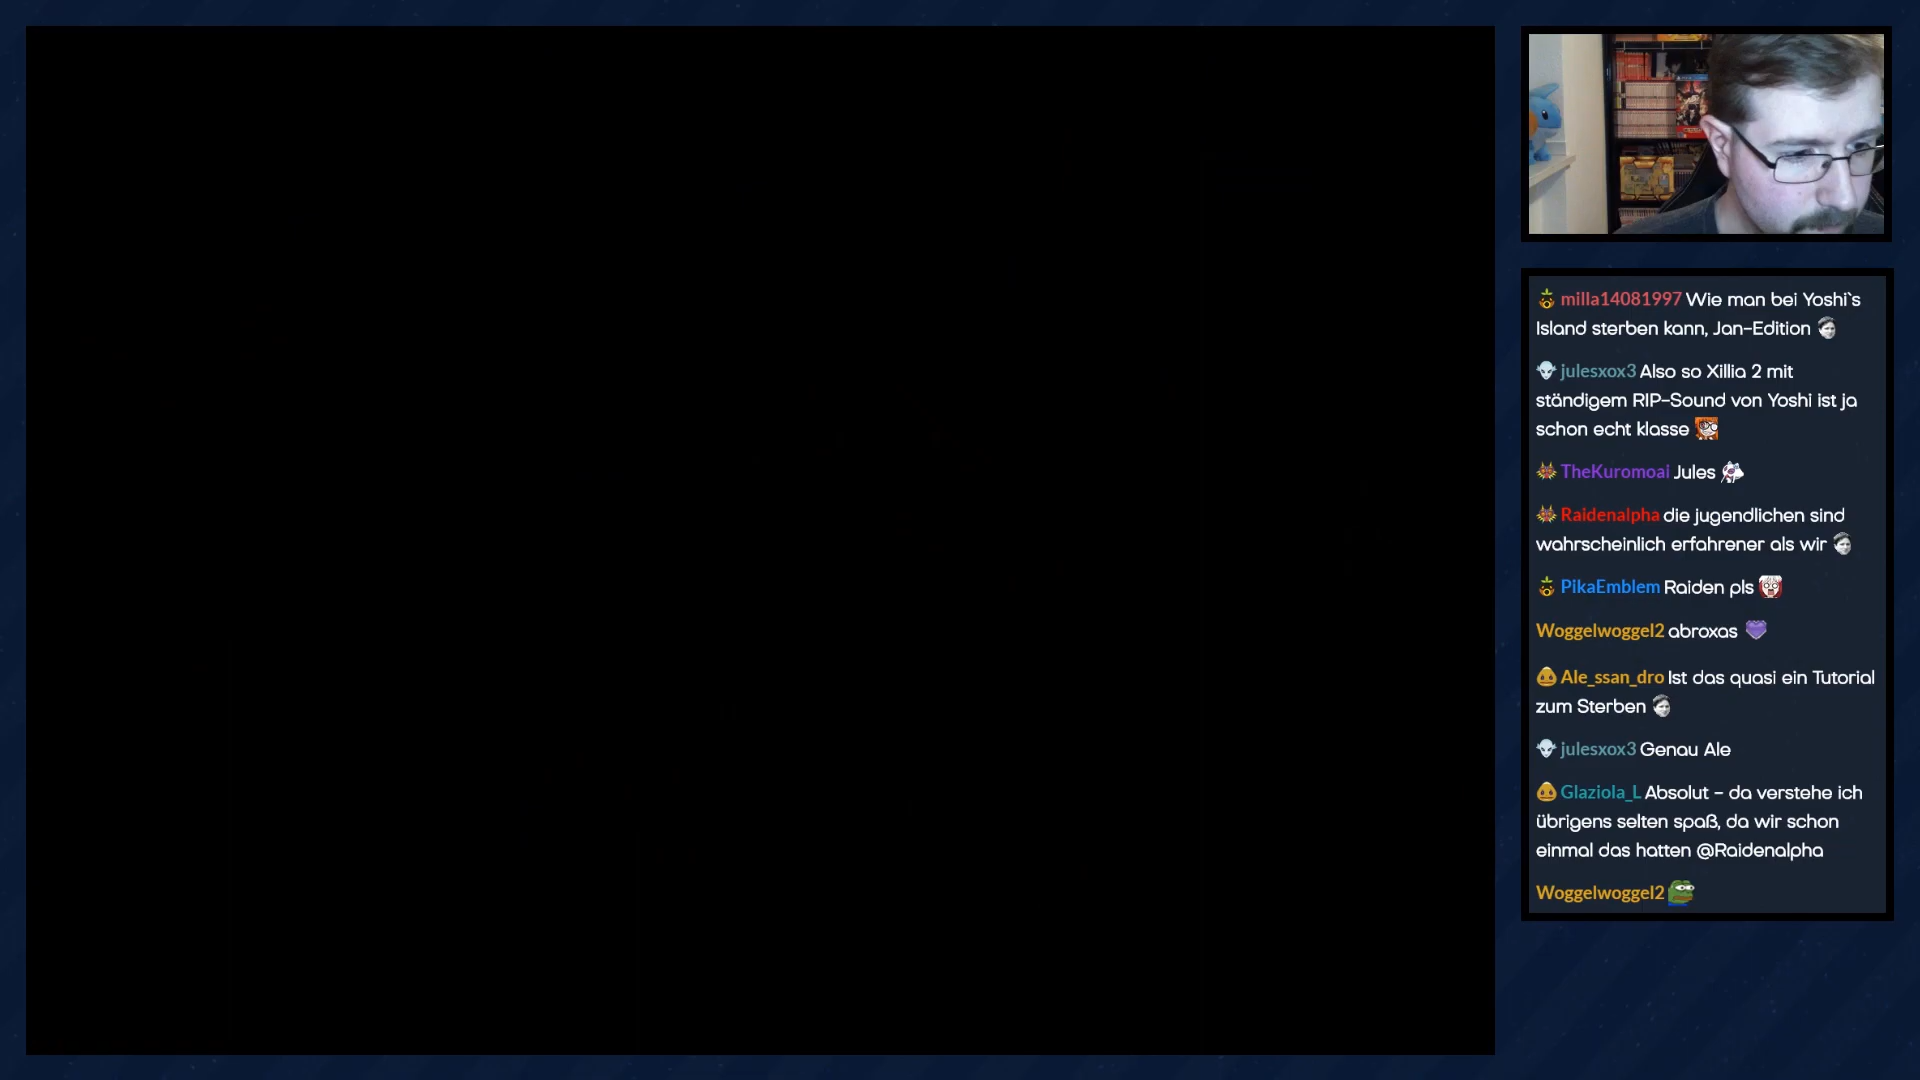 milla14081997 Wie man bei Yoshi`s
Island sterben kann, Jan-Edition
julesxox3 Also so Xillia 2 mit
ständigem RIP-Sound von Yoshi ist ja
schon echt klasse
TheKuromoai Jules
Raidenalpha die jugendlichen sind
wahrscheinlich erfahrener als wir
PikaEmblem Raiden pls
Woggelwoggel2 abroxas
Ale_ssan_dro Ist das quasi ein Tutorial
zum Sterben
julesxox3 Genau Ale
Glaziola_L Absolut - da verstehe ich
übrigens selten spaß, da wir schon
einmal das hatten @Raidenalpha
Woggelwoggel2